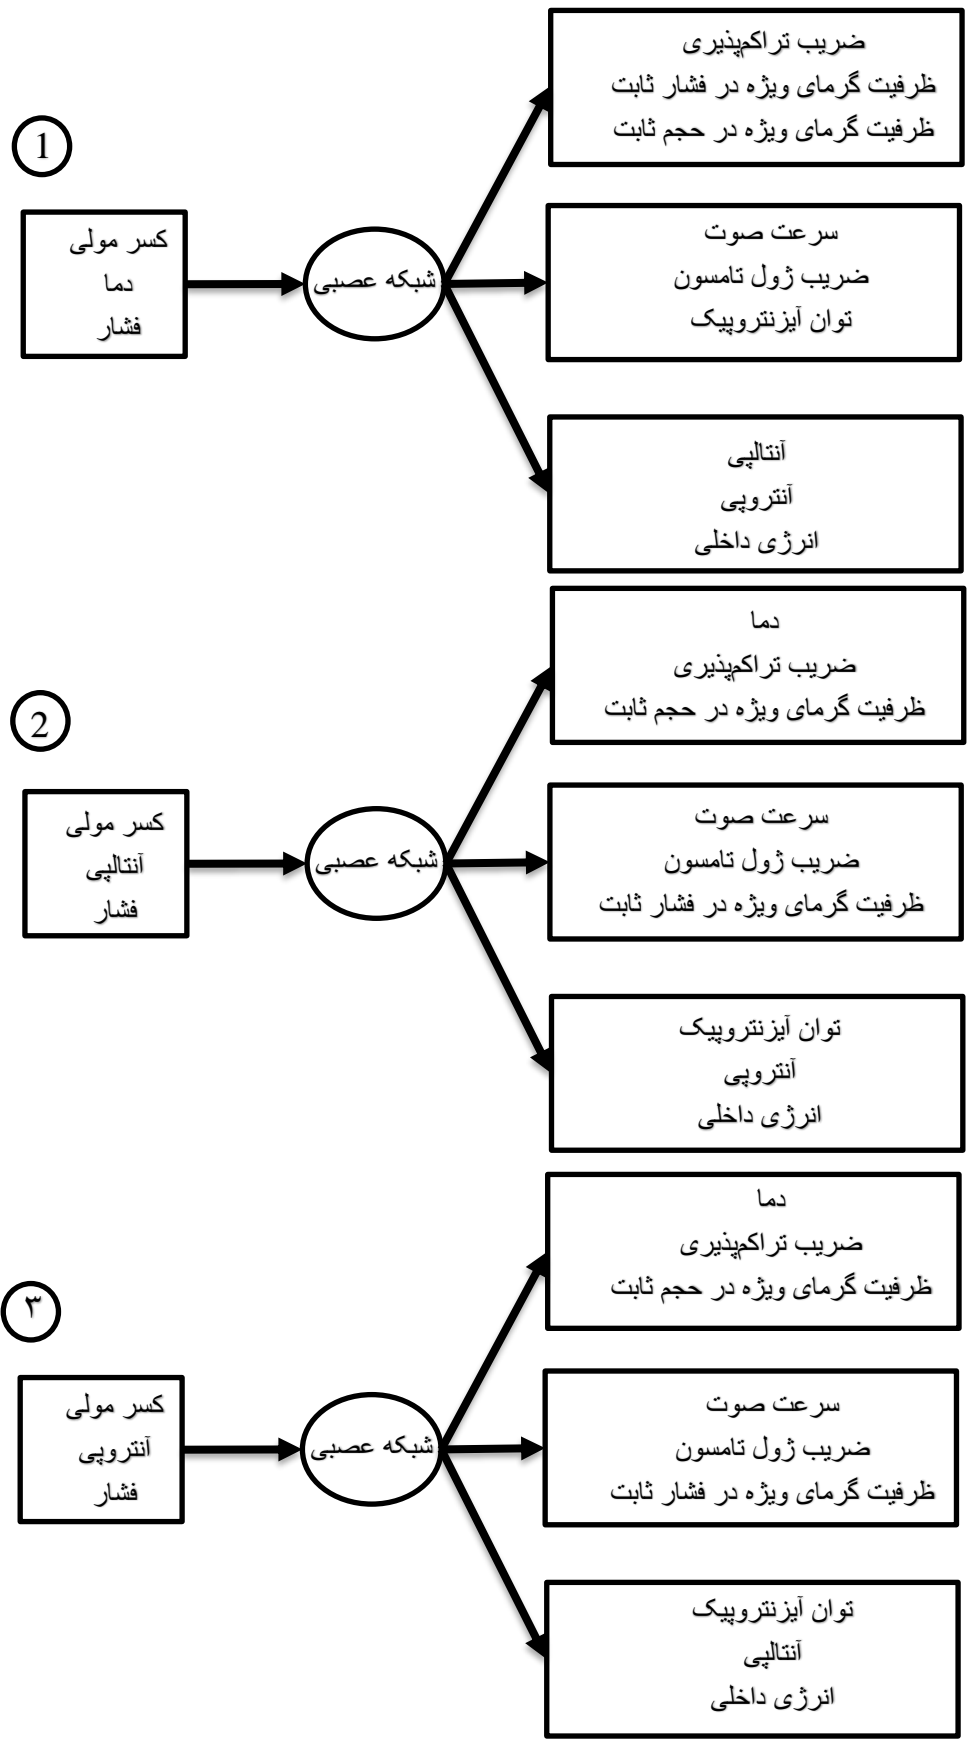 1
کسر مولی
دما
فشار
شبکه عصبی
ضریب تراکم‌پذیری
ظرفیت گرمای ویژه در فشار ثابت
ظرفیت گرمای ویژه در حجم ثابت
سرعت صوت
ضریب ژول تامسون
توان آیزنتروپیک
آنتالپی
آنتروپی
انرژی داخلی
2
کسر مولی
آنتالپی
فشار
شبکه عصبی
دما
ضریب تراکم‌پذیری
ظرفیت گرمای ویژه در حجم ثابت
سرعت صوت
ضریب ژول تامسون
ظرفیت گرمای ویژه در فشار ثابت
توان آیزنتروپیک
آنتروپی
انرژی داخلی
۳
کسر مولی
آنتروپی
فشار
شبکه عصبی
دما
ضریب تراکم‌پذیری
ظرفیت گرمای ویژه در حجم ثابت
سرعت صوت
ضریب ژول تامسون
ظرفیت گرمای ویژه در فشار ثابت
توان آیزنتروپیک
آنتالپی
انرژی داخلی